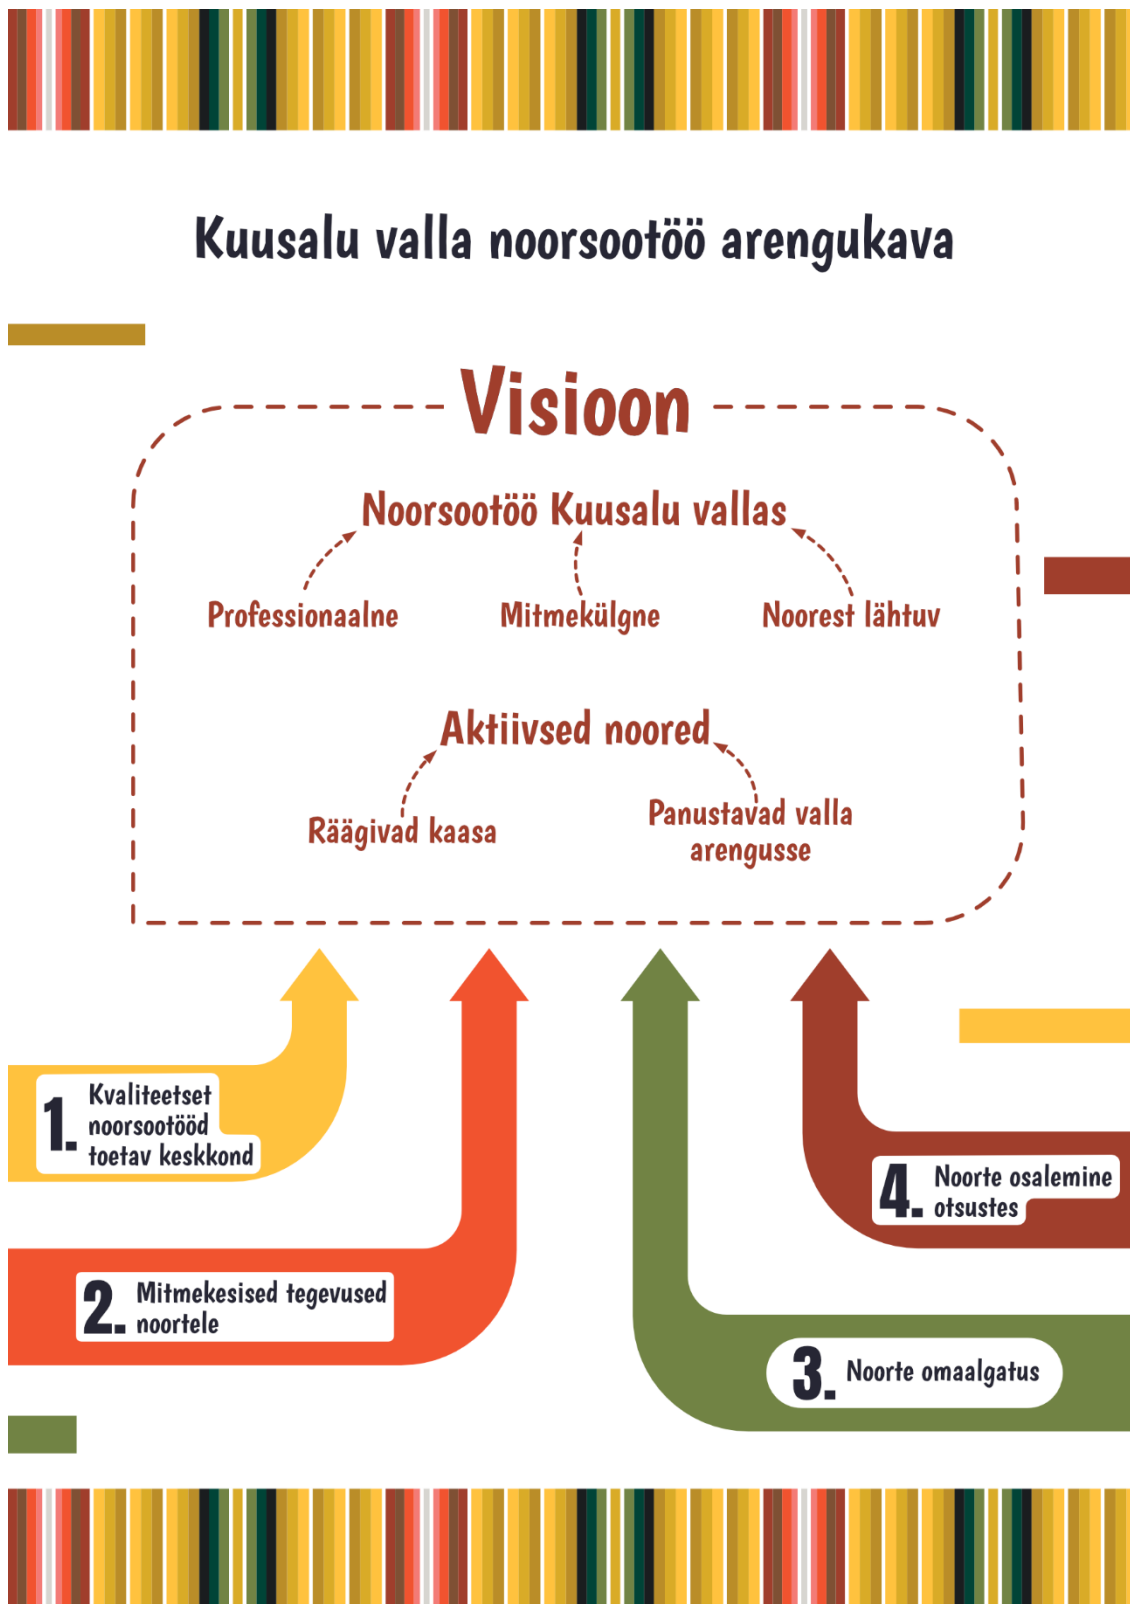 Kuusalu valla noorsootöö arengukava
Visioon
Noorsootöö Kuusalu vallas
Professionaalne
Mitmekülgne
Noorest lähtuv
Aktiivsed noored
Räägivad kaasa
Panustavad valla
arengusse
1.
Kvaliteetset
noorsootööd
toetav keskkond
2.
Mitmekesised tegevused
noortele
3.
Noorte omaalgatus
4.
Noorte osalemine
otsustes